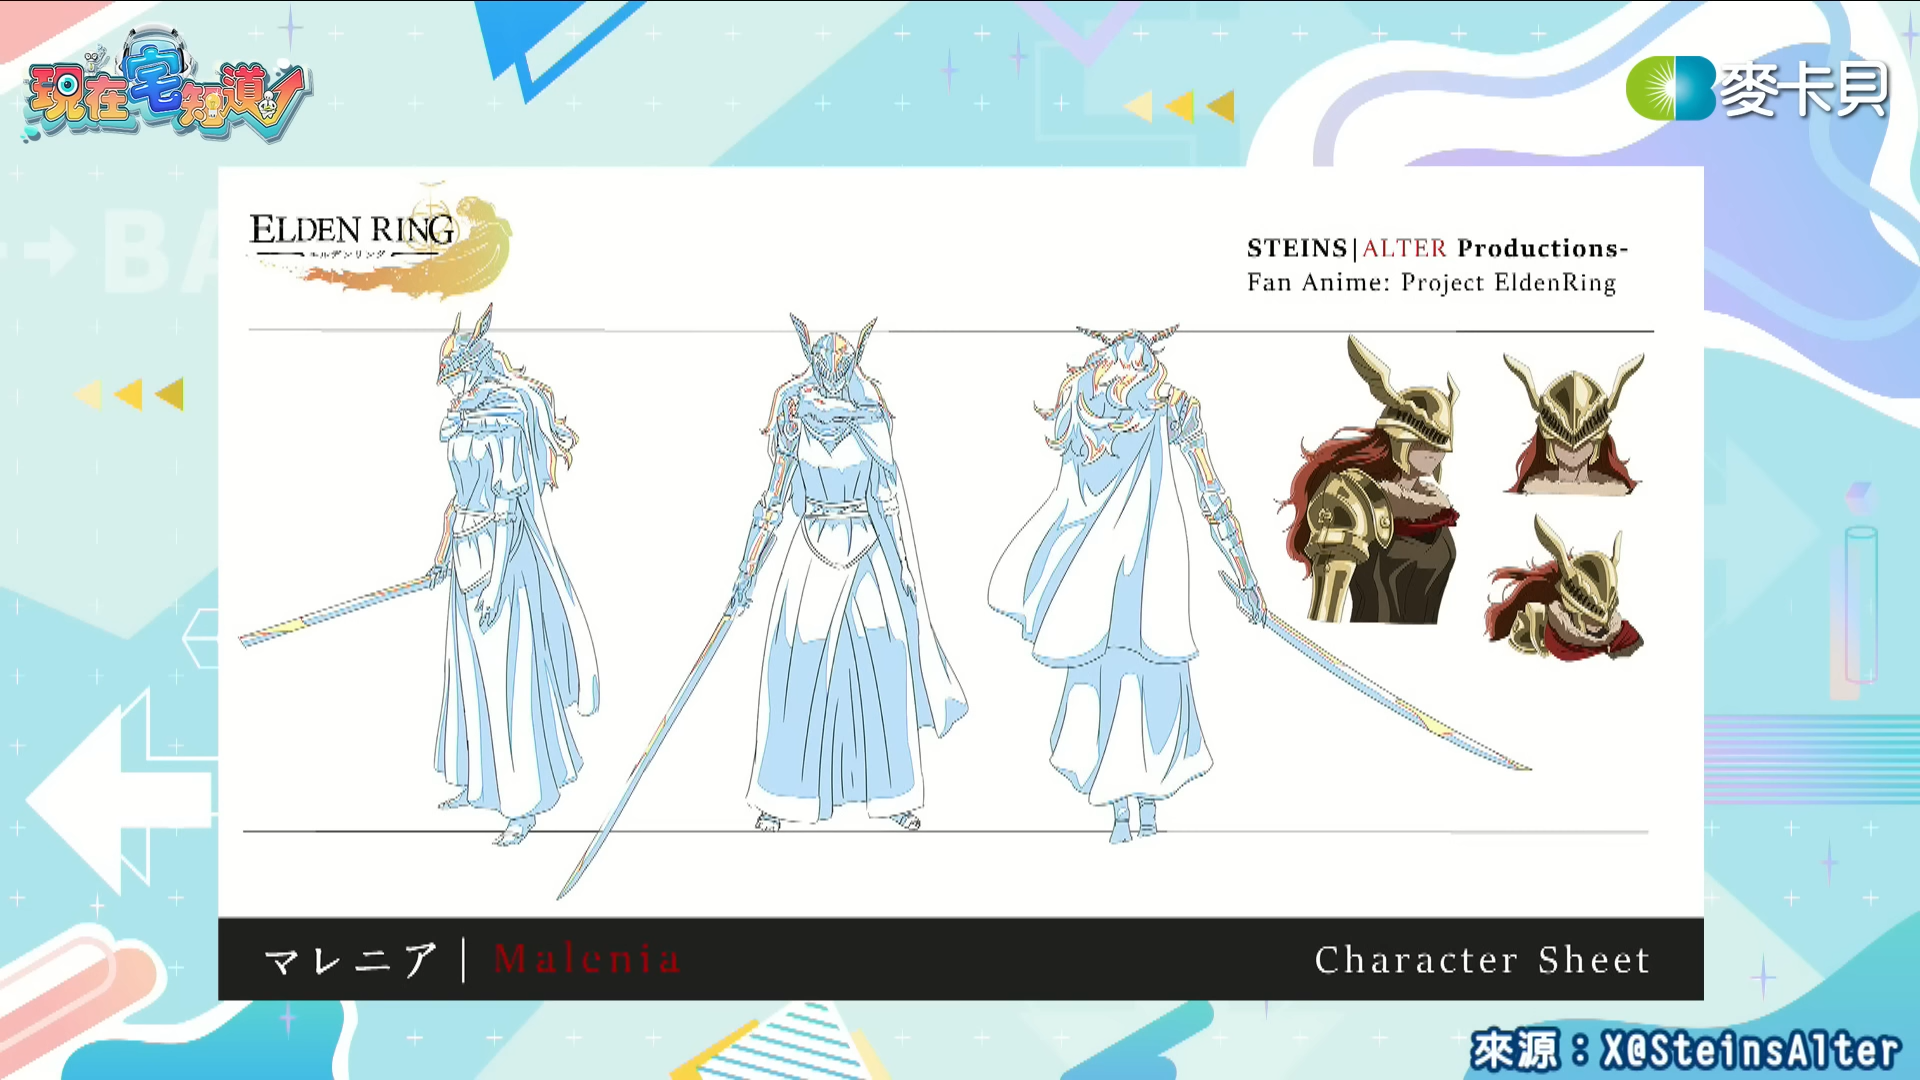 現在宅知道
麥卡貝
BA
ELDEN RING
エルデンリング
STEINS|ALTER Productions-
Fan Anime: Project EldenRing
マレニア | Malenia
Character Sheet
來源：X@SteinsAlter